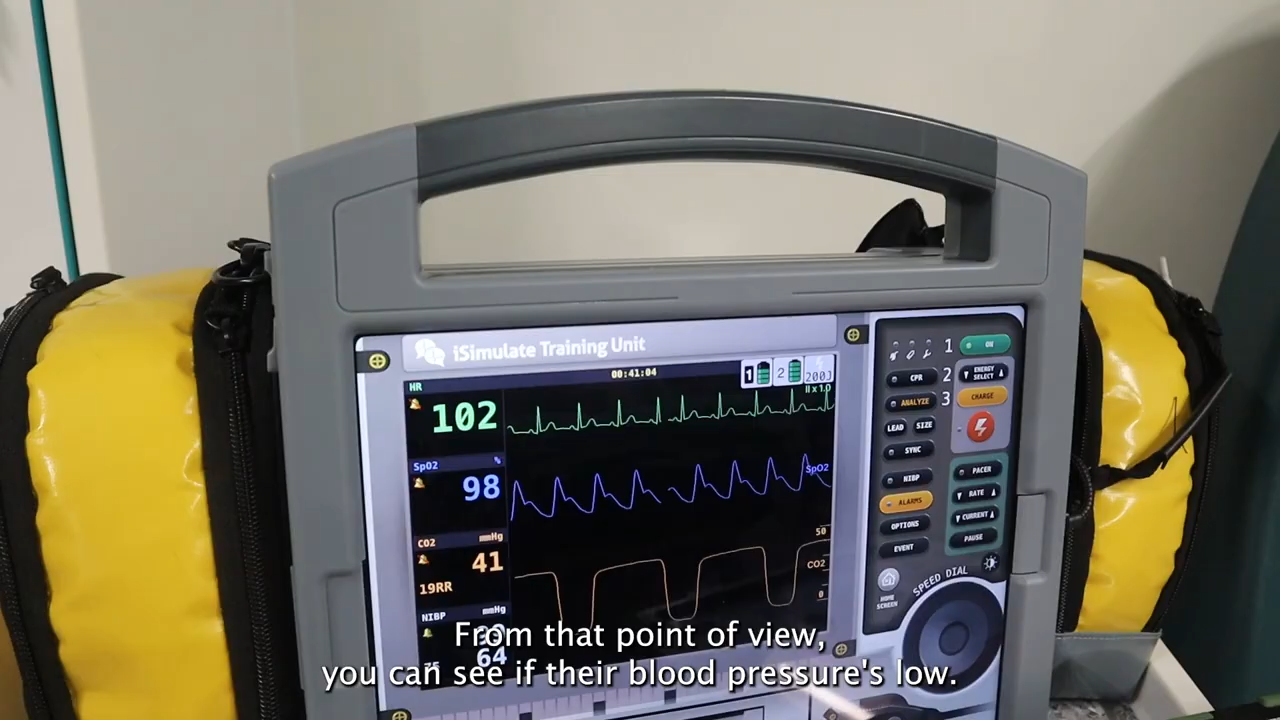 iSimulate Training Unit
HR
00:41:04
1
2
200J
II x 1.0
102
SpO2 %
98
SpO2
CO2 mmHg
41
19RR
50
CO2
0
NIBP mmHg
75
64
1
ON
CPR
2
ENERGY SELECT
ANALYZE
3
CHARGE
LEAD
SIZE
SYNC
NIBP
PACER
ALARMS
RATE
OPTIONS
CURRENT
EVENT
PAUSE
HOME SCREEN
SPEED DIAL
From that point of view,
you can see if their blood pressure's low.